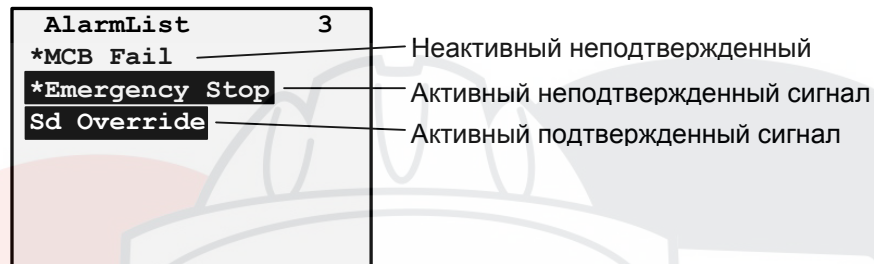 AlarmList 3
*MCB Fail
*Emergency Stop
Sd Override
Неактивный неподтвержденный
Активный неподтвержденный сигнал
Активный подтвержденный сигнал